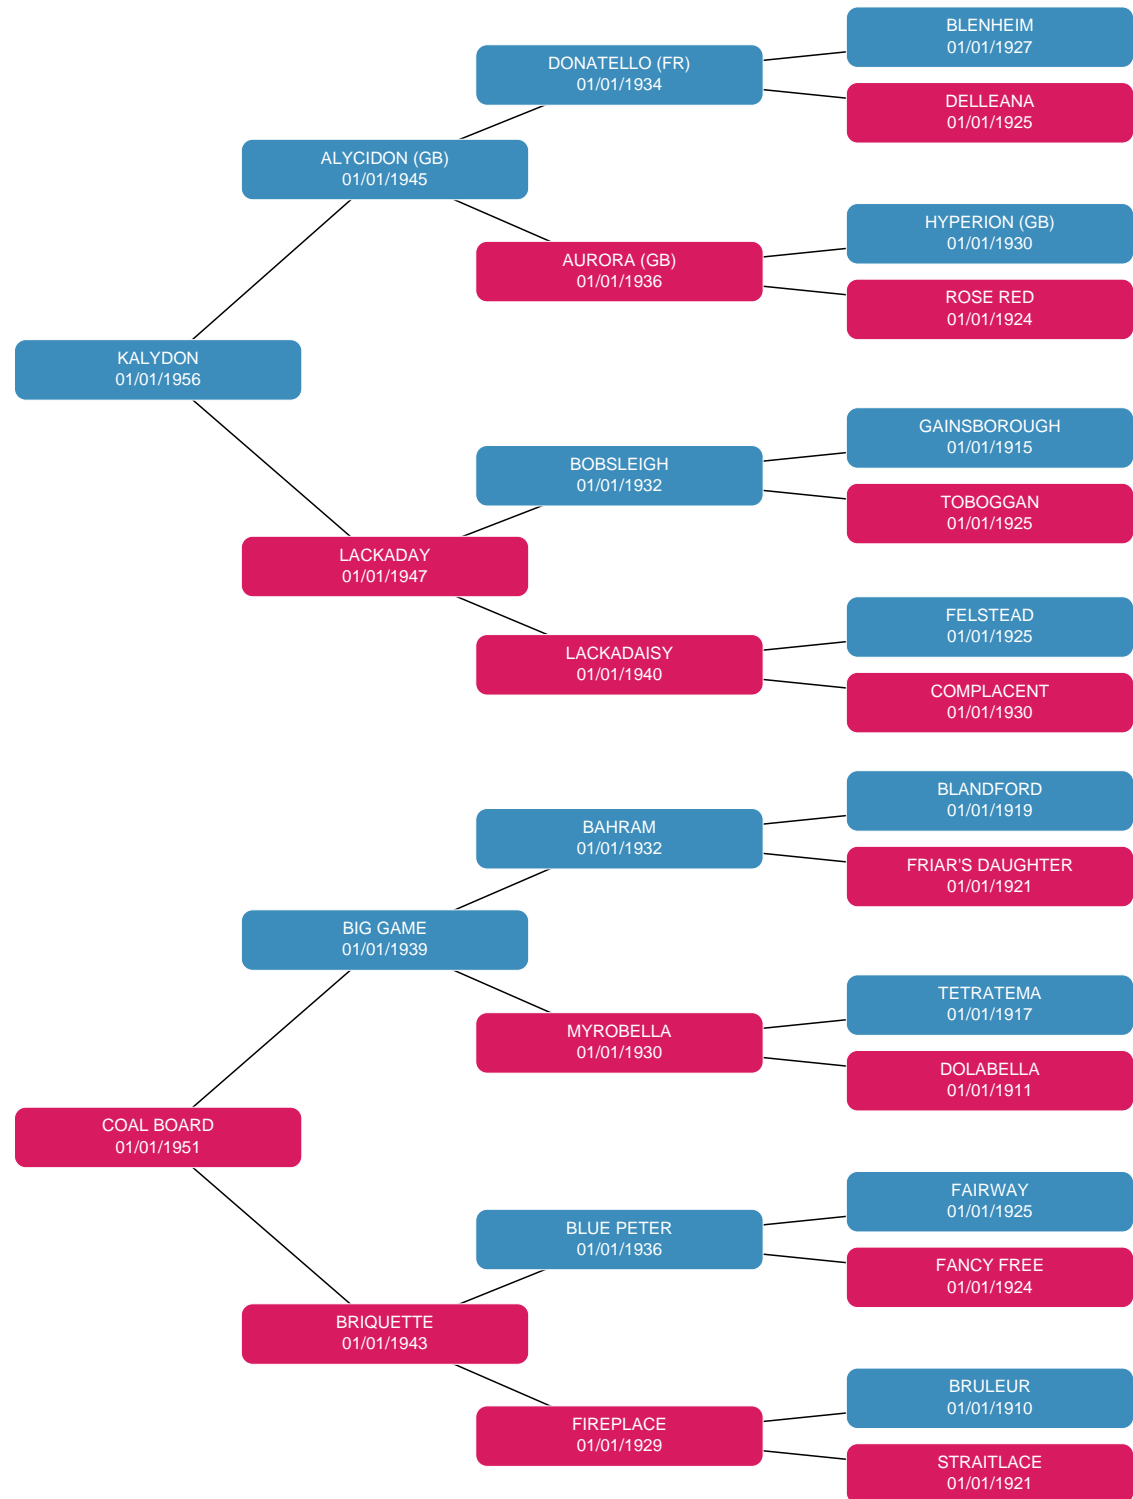 BLENHEIM
01/01/1927
DONATELLO (FR)
01/01/1934
DELLEANA
01/01/1925
ALYCIDON (GB)
01/01/1945
HYPERION (GB)
01/01/1930
AURORA (GB)
01/01/1936
ROSE RED
01/01/1924
KALYDON
01/01/1956
GAINSBOROUGH
01/01/1915
BOBSLEIGH
01/01/1932
TOBOGGAN
01/01/1925
LACKADAY
01/01/1947
FELSTEAD
01/01/1925
LACKADAISY
01/01/1940
COMPLACENT
01/01/1930
BLANDFORD
01/01/1919
BAHRAM
01/01/1932
FRIAR'S DAUGHTER
01/01/1921
BIG GAME
01/01/1939
TETRATEMA
01/01/1917
MYROBELLA
01/01/1930
DOLABELLA
01/01/1911
COAL BOARD
01/01/1951
FAIRWAY
01/01/1925
BLUE PETER
01/01/1936
FANCY FREE
01/01/1924
BRIQUETTE
01/01/1943
BRULEUR
01/01/1910
FIREPLACE
01/01/1929
STRAITLACE
01/01/1921